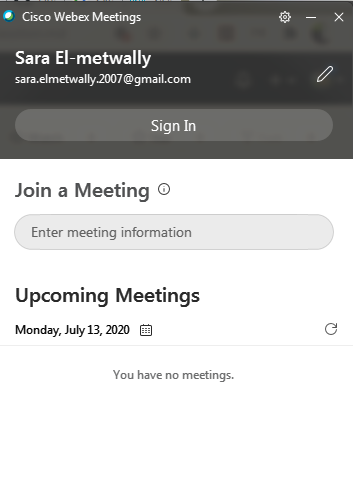 Cisco Webex Meetings
Sara El-metwally
sara.elmetwally.2007@gmail.com
Sign In
Join a Meeting
Enter meeting information
Upcoming Meetings
Monday, July 13, 2020
You have no meetings.